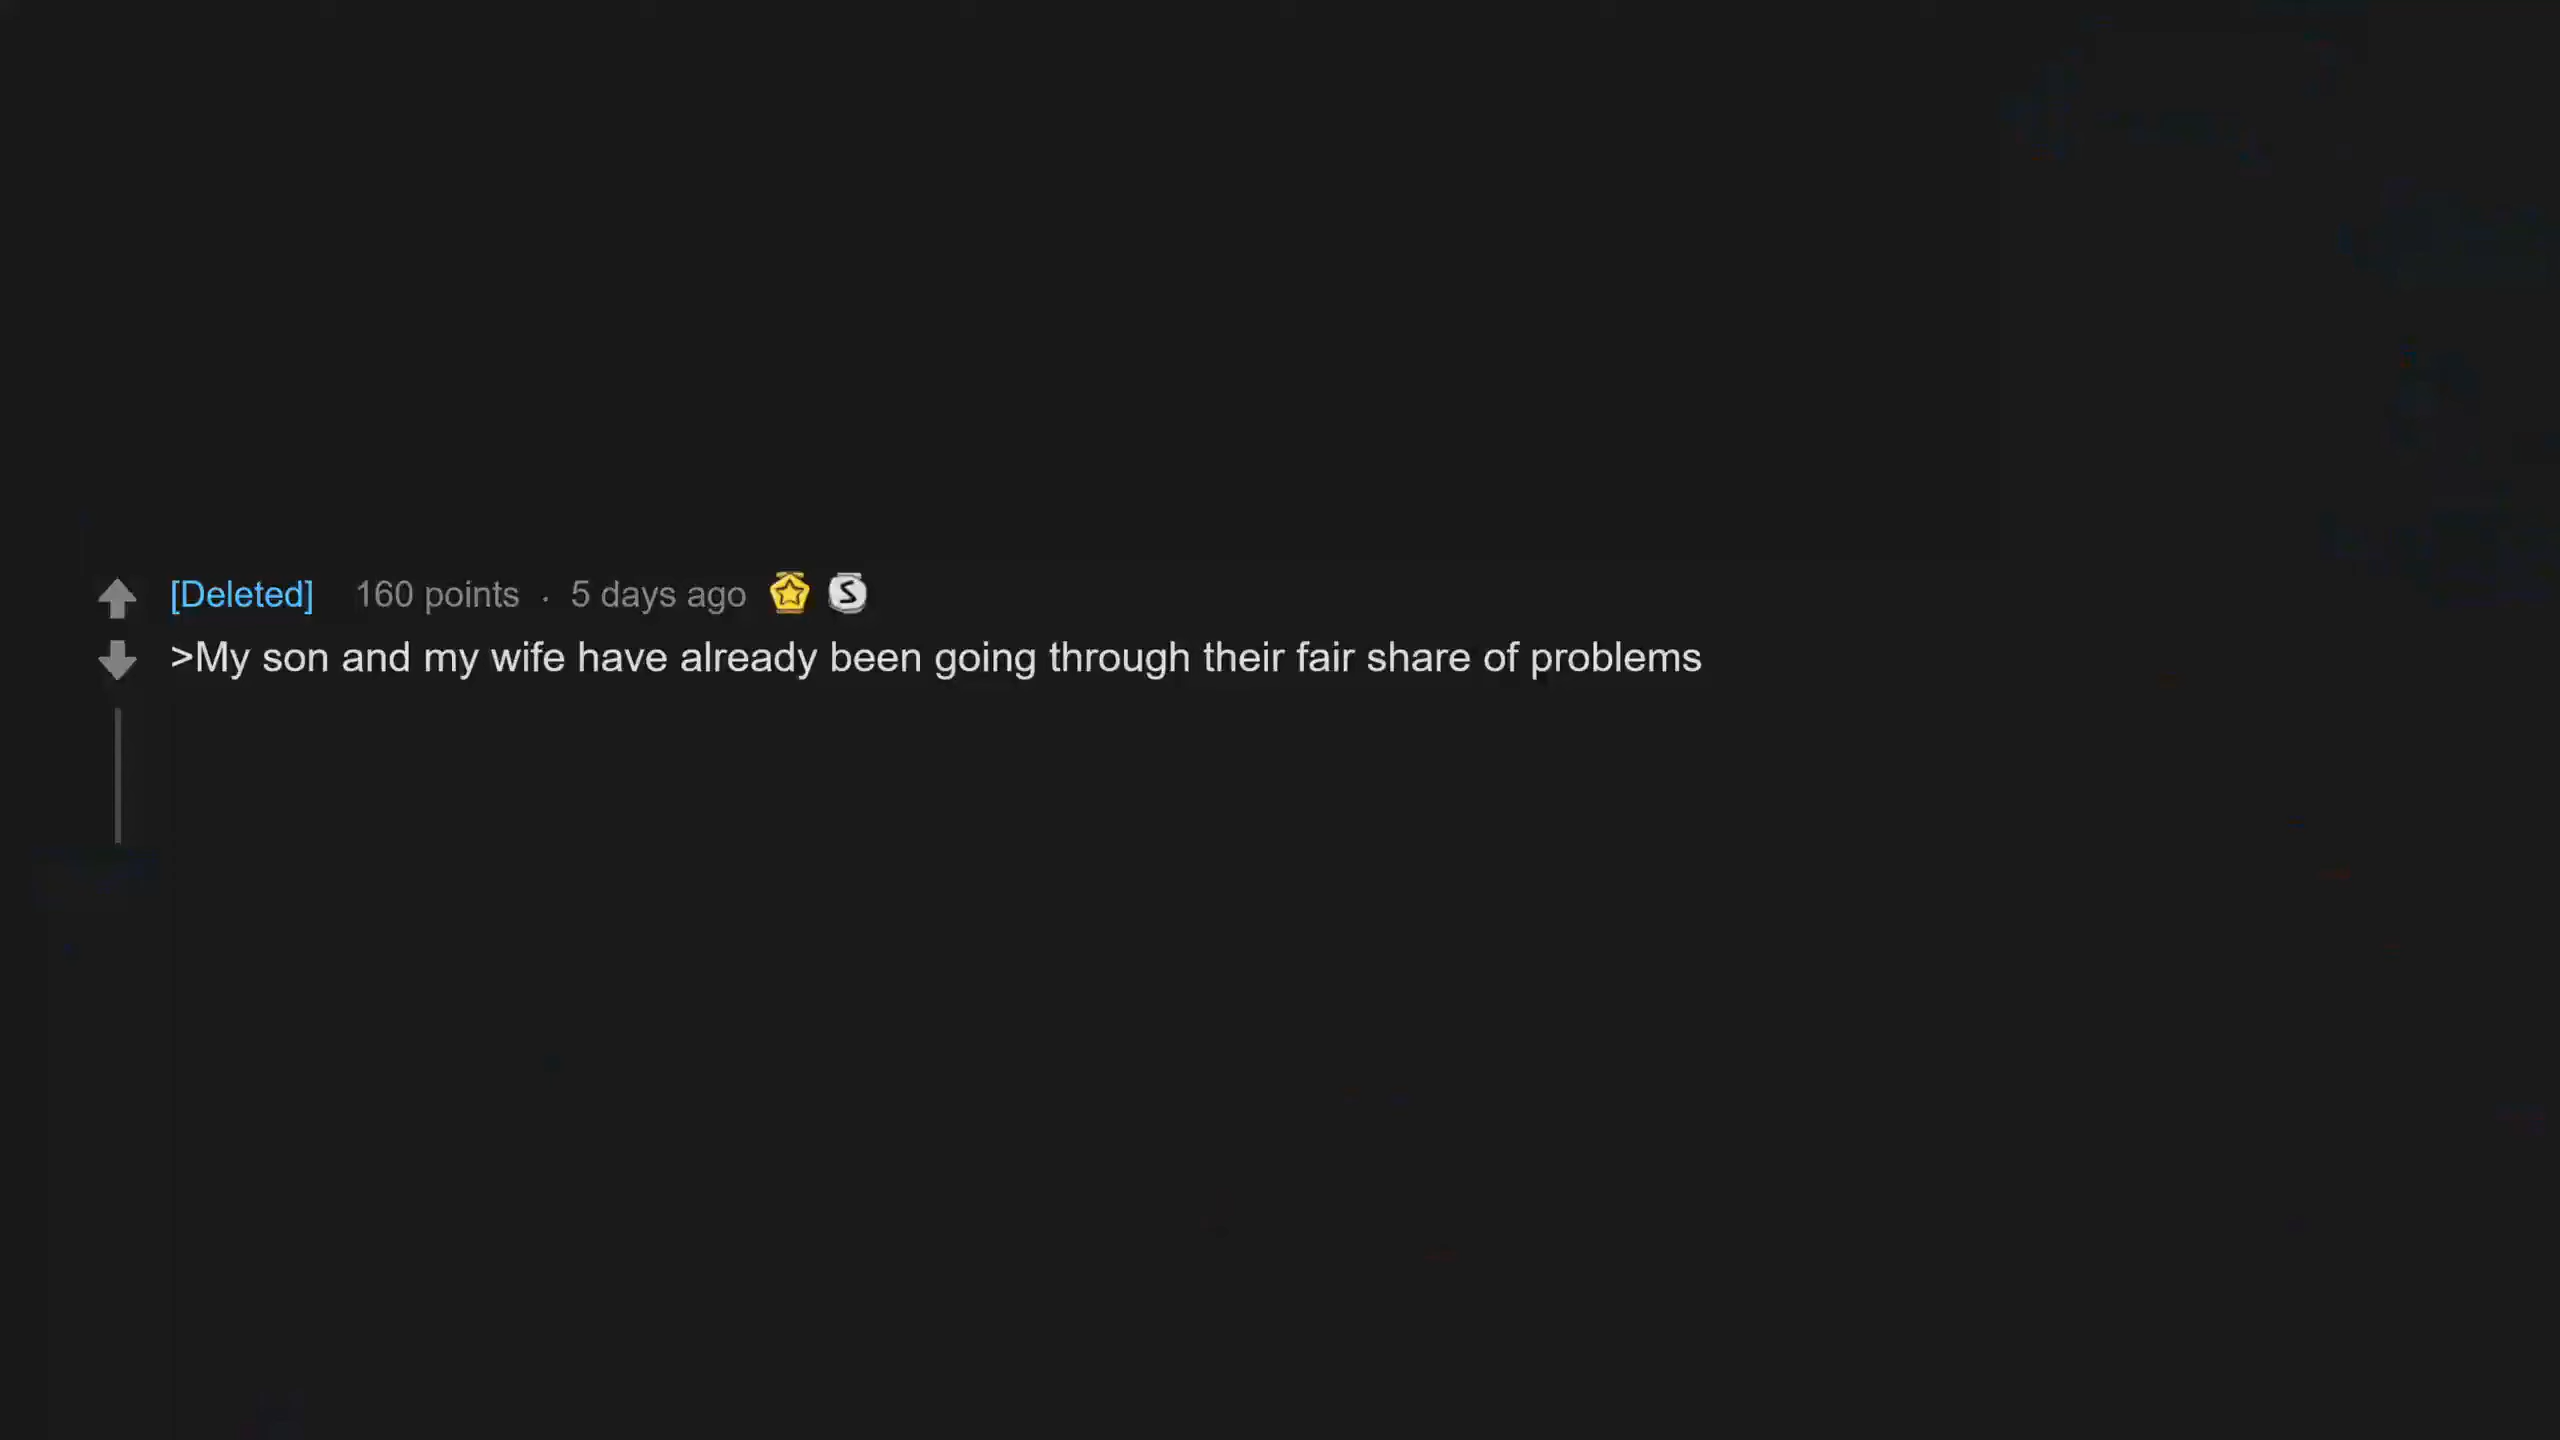 [Deleted] 160 points · 5 days ago S
>My son and my wife have already been going through their fair share of problems